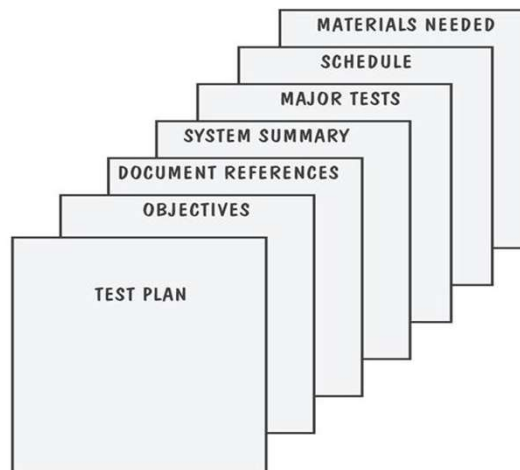 MATERIALS NEEDED
SCHEDULE
MAJOR TESTS
SYSTEM SUMMARY
DOCUMENT REFERENCES
OBJECTIVES
TEST PLAN